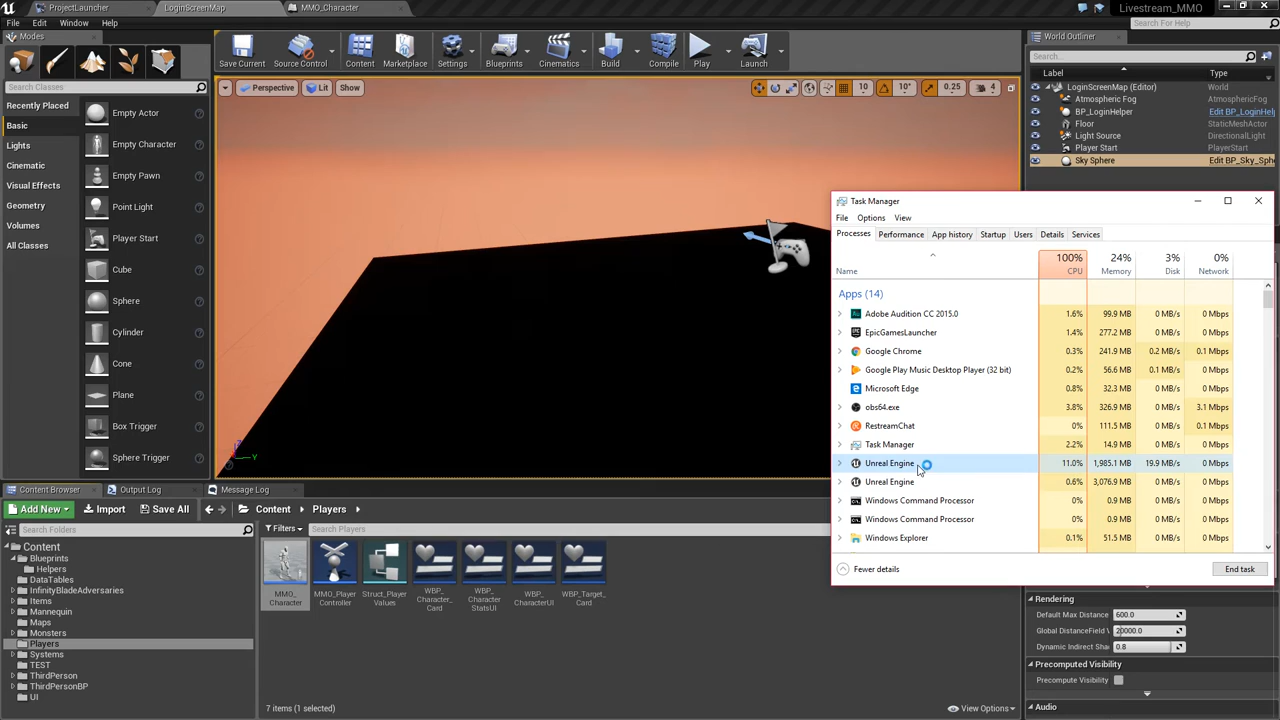 ProjectLauncher
LoginScreenMap
MMO_Character
Livestream_MMO
File
Edit
Window
Help
Search For Help
Modes
Search Classes
Recently Placed
Basic
Lights
Cinematic
Visual Effects
Geometry
Volumes
All Classes
Empty Actor
Empty Character
Empty Pawn
Point Light
Player Start
Cube
Sphere
Cylinder
Cone
Plane
Box Trigger
Sphere Trigger
Save Current
Source Control
Content
Marketplace
Settings
Blueprints
Cinematics
Build
Compile
Play
Launch
Perspective
Lit
Show
10
10°
0.25
4
Z
Y
World Outliner
Search...
Label
Type
LoginScreenMap (Editor)
World
Atmospheric Fog
AtmosphericFog
BP_LoginHelper
Edit BP_LoginHel
Floor
StaticMeshActor
Light Source
DirectionalLight
Player Start
PlayerStart
Sky Sphere
Edit BP_Sky_Sph
Task Manager
File
Options
View
Processes
Performance
App history
Startup
Users
Details
Services
100%
24%
3%
0%
Name
CPU
Memory
Disk
Network
Apps (14)
Adobe Audition CC 2015.0 1.6% 99.9 MB 0 MB/s 0 Mbps
EpicGamesLauncher 1.4% 277.2 MB 0 MB/s 0 Mbps
Google Chrome 0.3% 241.9 MB 0.2 MB/s 0.1 Mbps
Google Play Music Desktop Player (32 bit) 0.2% 56.6 MB 0.1 MB/s 0 Mbps
Microsoft Edge 0.8% 32.3 MB 0 MB/s 0 Mbps
obs64.exe 3.8% 326.9 MB 0 MB/s 3.1 Mbps
RestreamChat 0% 111.5 MB 0 MB/s 0.1 Mbps
Task Manager 2.2% 14.9 MB 0 MB/s 0 Mbps
Unreal Engine 11.0% 1,985.1 MB 19.9 MB/s 0 Mbps
Unreal Engine 0.6% 3,076.9 MB 0 MB/s 0 Mbps
Windows Command Processor 0% 0.9 MB 0 MB/s 0 Mbps
Windows Command Processor 0% 0.9 MB 0 MB/s 0 Mbps
Windows Explorer 0.1% 51.5 MB 0 MB/s 0 Mbps
Fewer details
End task
Content Browser
Output Log
Message Log
Add New
Import
Save All
Content
Players
Search Folders
Filters
Search Players
Content
Blueprints
Helpers
DataTables
InfinityBladeAdversaries
Items
Mannequin
Maps
Monsters
Players
Systems
TEST
ThirdPerson
ThirdPersonBP
UI
MMO_
Character
MMO_Player
Controller
Struct_Player
Values
WBP_
Character_
Card
WBP_
Character
StatsUI
WBP_
CharacterUI
WBP_Target_
Card
7 items (1 selected)
View Options
Rendering
Default Max Distance
600.0
Global DistanceField
20000.0
Dynamic Indirect Sha
0.8
Precomputed Visibility
Precompute Visibility
Audio